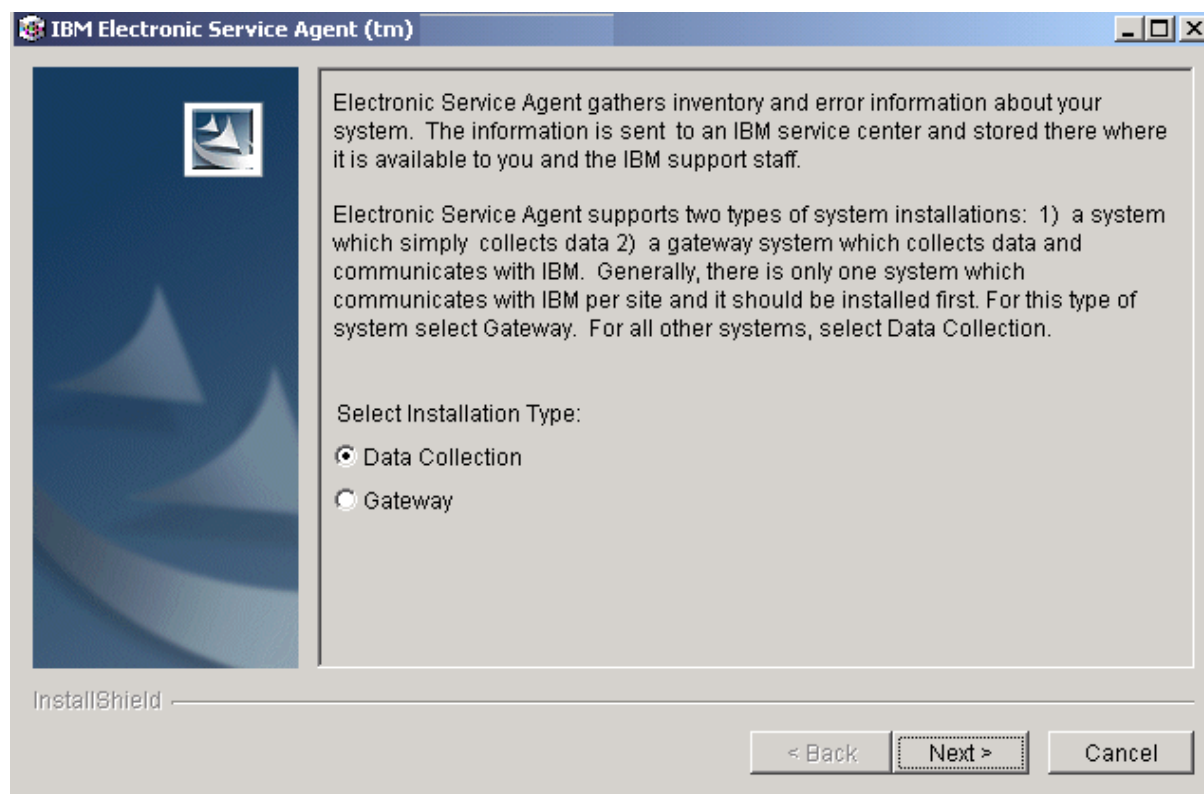 IBM Electronic Service Agent (tm)
Electronic Service Agent gathers inventory and error information about your
system. The information is sent to an IBM service center and stored there where
it is available to you and the IBM support staff.
Electronic Service Agent supports two types of system installations: 1) a system
which simply collects data 2) a gateway system which collects data and
communicates with IBM. Generally, there is only one system which
communicates with IBM per site and it should be installed first. For this type of
system select Gateway. For all other systems, select Data Collection.
Select Installation Type:
Data Collection
Gateway
InstallShield
< Back Next > Cancel